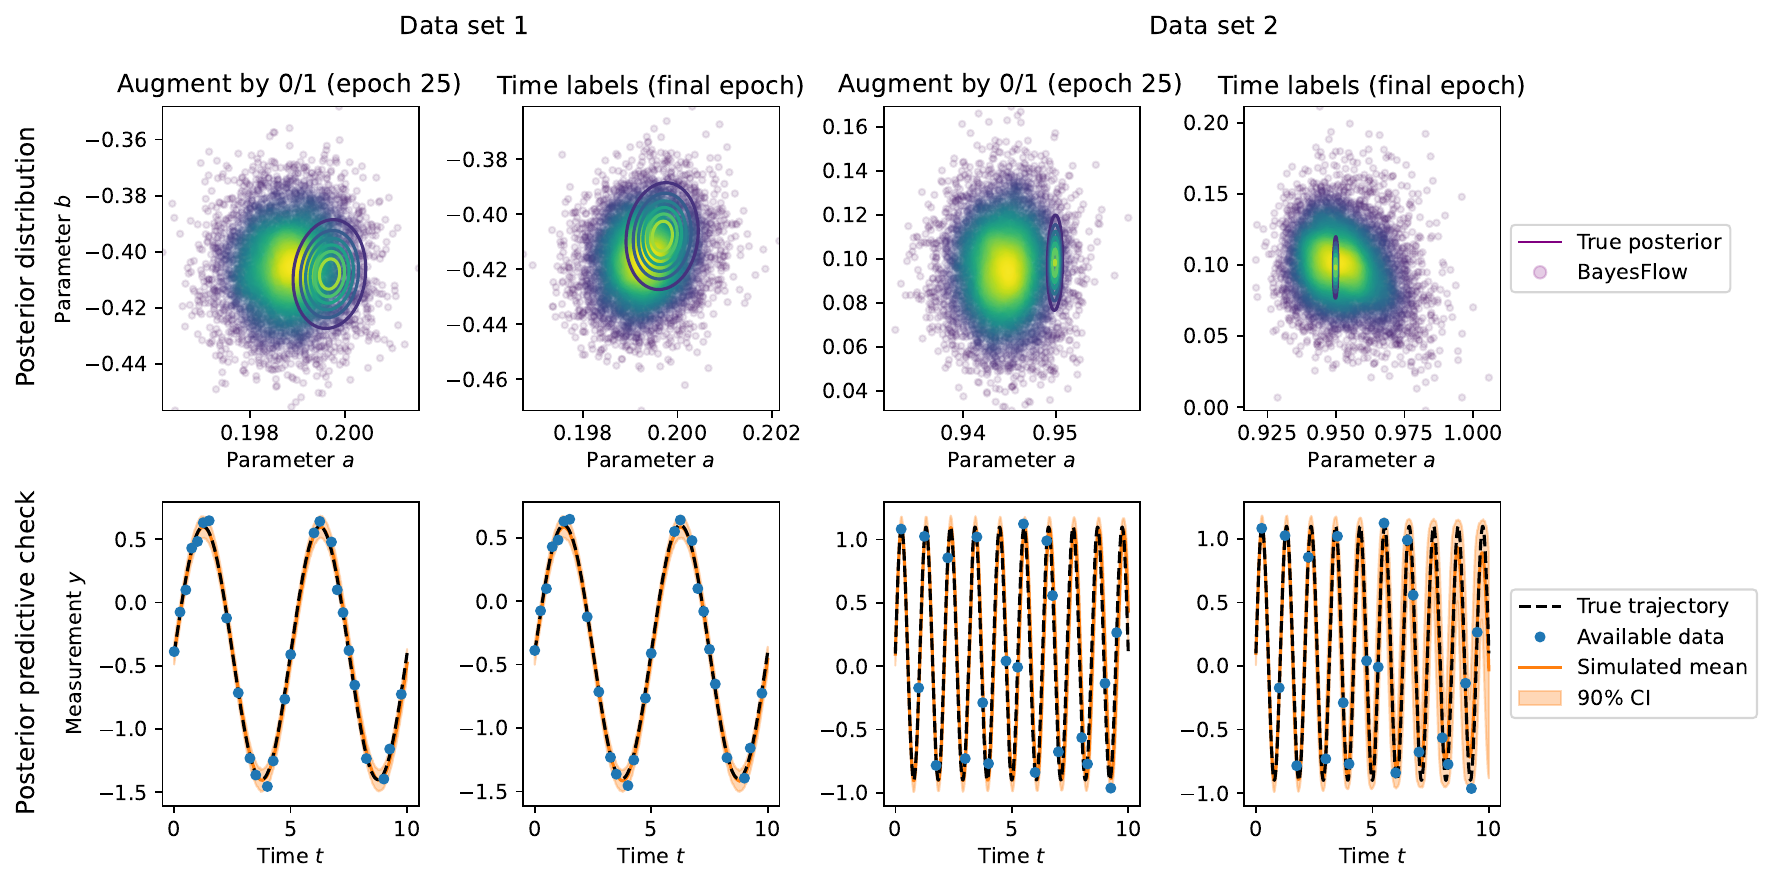 Data set 1
Data set 2
Augment by 0/1 (epoch 25)
Time labels (final epoch)
Augment by 0/1 (epoch 25)
Time labels (final epoch)
Posterior distribution
Parameter b
−0.36
−0.38
−0.40
−0.42
−0.44
0.198
0.200
Parameter a
−0.38
−0.40
−0.42
−0.44
−0.46
0.198
0.200
0.202
Parameter a
0.16
0.14
0.12
0.10
0.08
0.06
0.04
0.94
0.95
Parameter a
0.20
0.15
0.10
0.05
0.00
0.925
0.950
0.975
1.000
Parameter a
True posterior
BayesFlow
Posterior predictive check
Measurement y
0.5
0.0
−0.5
−1.0
−1.5
0
5
10
Time t
0.5
0.0
−0.5
−1.0
−1.5
0
5
10
Time t
1.0
0.5
0.0
−0.5
−1.0
0
5
10
Time t
1.0
0.5
0.0
−0.5
−1.0
0
5
10
Time t
True trajectory
Available data
Simulated mean
90% CI